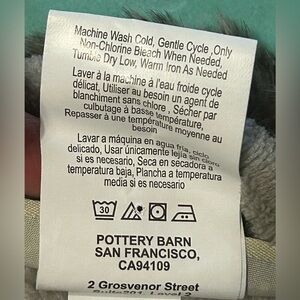 Machine Wash Cold, Gentle Cycle ,Only
Non-Chlorine Bleach When Needed,
Tumble Dry Low, Warm Iron As Needed
Laver à la machine à l'eau froide cycle
délicat, Utiliser au besoin un agent de
blanchiment sans chlore , Sécher par
culbutage à basse température,
Repasser à une température moyenne au
besoin
Lavar a máquina en agua fria, ciclo
delicado, Usar únicamente lejía sin cloro
si es necesario, Seca en secadora a
temperatura baja, Plancha a temperatura
media si es necesario
30
POTTERY BARN
SAN FRANCISCO,
CA94109
2 Grosvenor Street